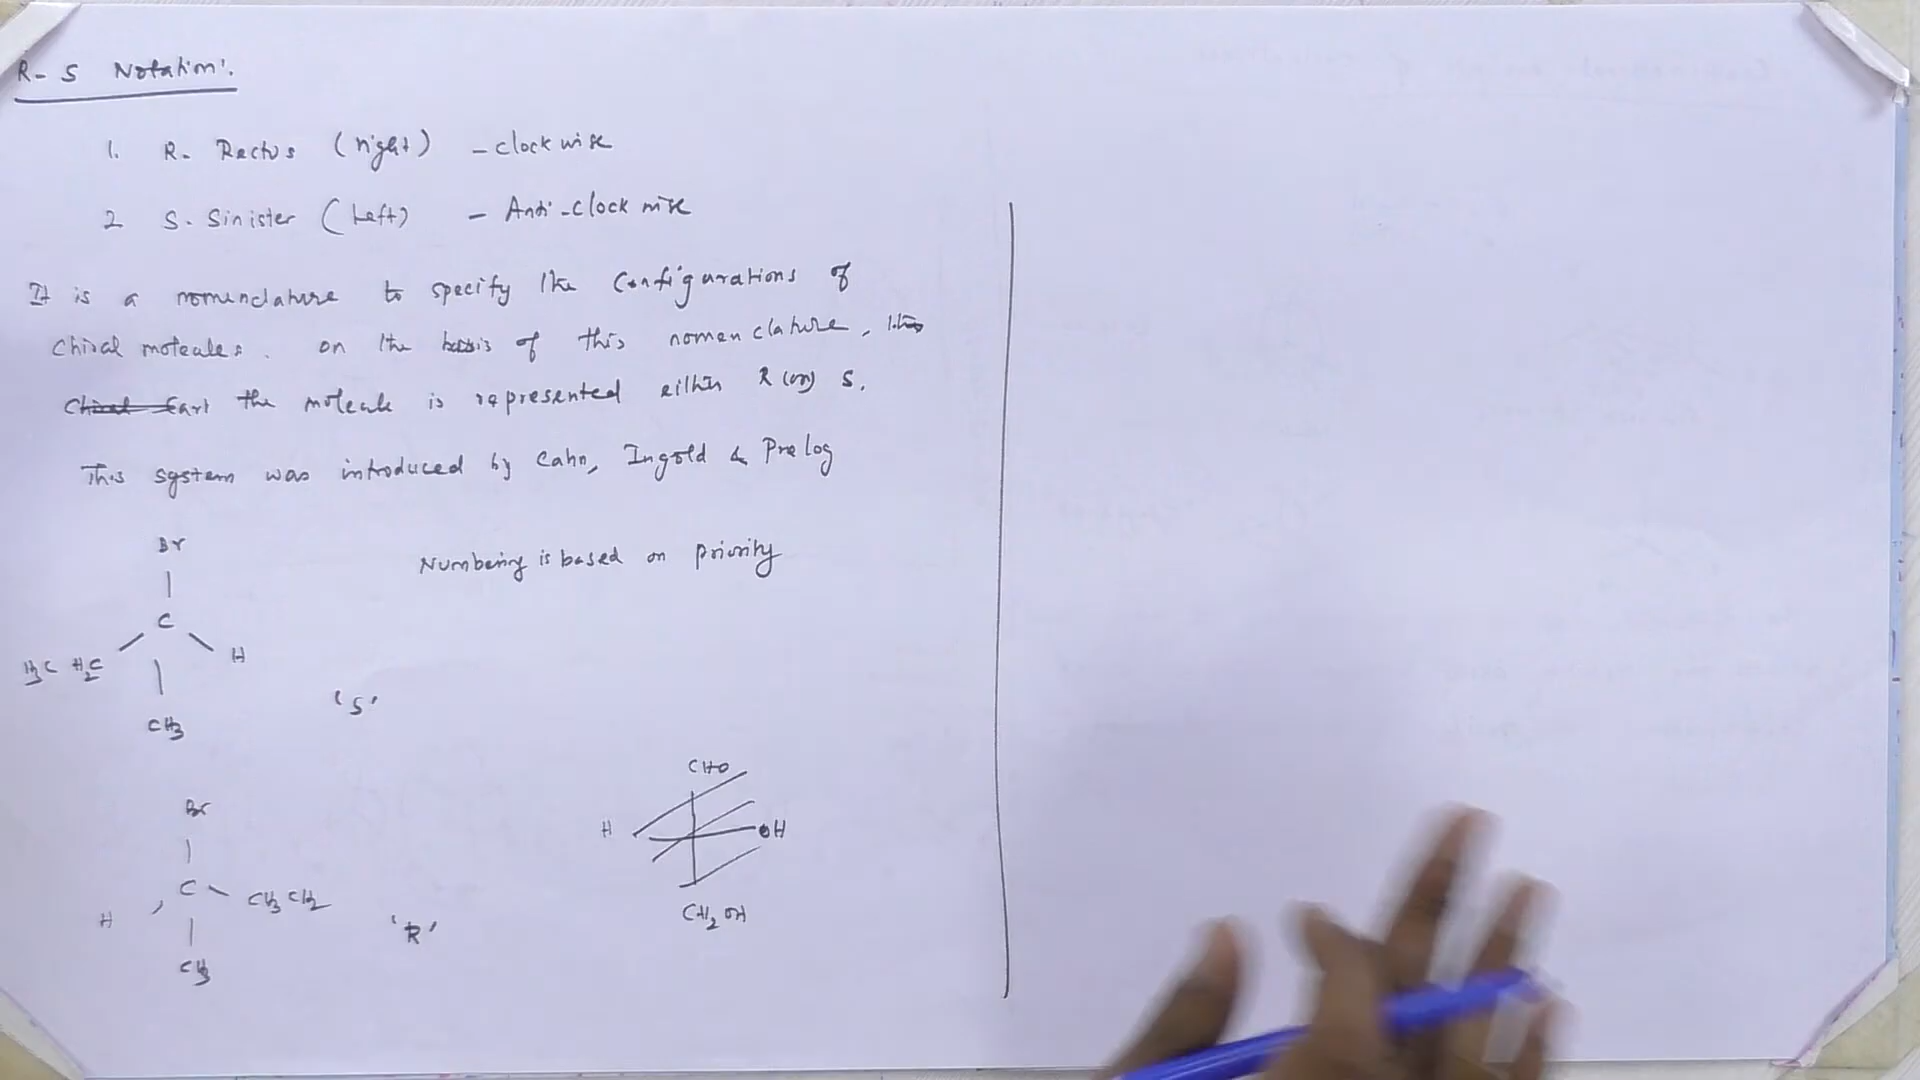 R- S Notation:
1. R- Rectus (right) - clock wise
2 S- Sinister (Left) - Anti-clock wise
It is a nomenclature to specify the Configurations of
chiral molecules. on the basis of this nomenclature,
the molecule is represented either R (or) S.
This system was introduced by Cahn, Ingold & Prelog
Br
Numbering is based on priority
C
H3C H2C
H
CH3
'S'
CHO
H
OH
CH2 OH
Br
C
CH3 CH2
H
'R'
CH3